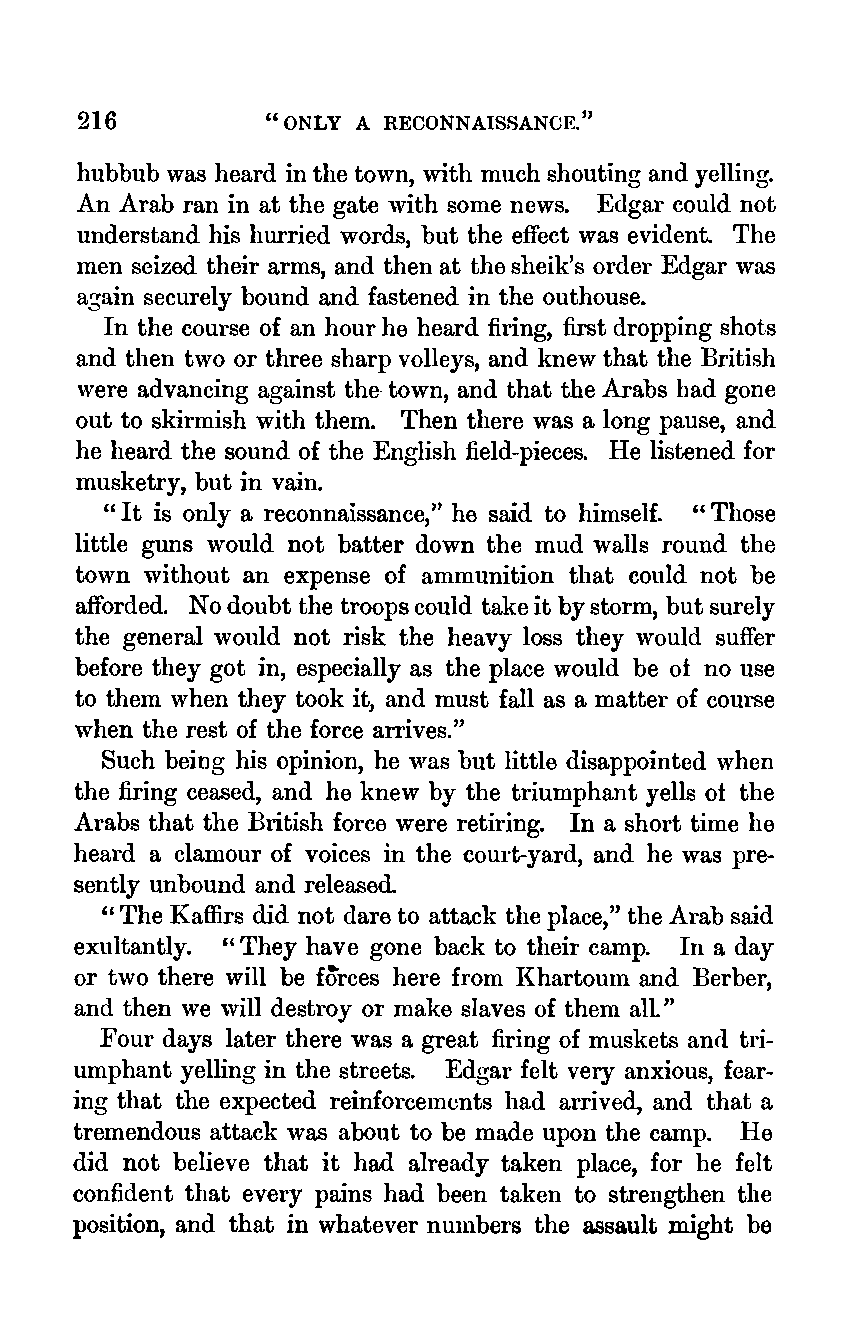 216 "ONLY A RECONNAISSANCE."
hubbub was heard in the town, with much shouting and yelling.
An Arab ran in at the gate with some news. Edgar could not
understand his hurried words, but the effect was evident. The
men seized their arms, and then at the sheik's order Edgar was
again securely bound and fastened in the outhouse.
In the course of an hour he heard firing, first dropping shots
and then two or three sharp volleys, and knew that the British
were advancing against the town, and that the Arabs had gone
out to skirmish with them. Then there was a long pause, and
he heard the sound of the English field-pieces. He listened for
musketry, but in vain.
"It is only a reconnaissance," he said to himself. "Those
little guns would not batter down the mud walls round the
town without an expense of ammunition that could not be
afforded. No doubt the troops could take it by storm, but surely
the general would not risk the heavy loss they would suffer
before they got in, especially as the place would be of no use
to them when they took it, and must fall as a matter of course
when the rest of the force arrives."
Such being his opinion, he was but little disappointed when
the firing ceased, and he knew by the triumphant yells of the
Arabs that the British force were retiring. In a short time he
heard a clamour of voices in the court-yard, and he was pre-
sently unbound and released.
"The Kaffirs did not dare to attack the place," the Arab said
exultantly. "They have gone back to their camp. In a day
or two there will be forces here from Khartoum and Berber,
and then we will destroy or make slaves of them all."
Four days later there was a great firing of muskets and tri-
umphant yelling in the streets. Edgar felt very anxious, fear-
ing that the expected reinforcements had arrived, and that a
tremendous attack was about to be made upon the camp. He
did not believe that it had already taken place, for he felt
confident that every pains had been taken to strengthen the
position, and that in whatever numbers the assault might be